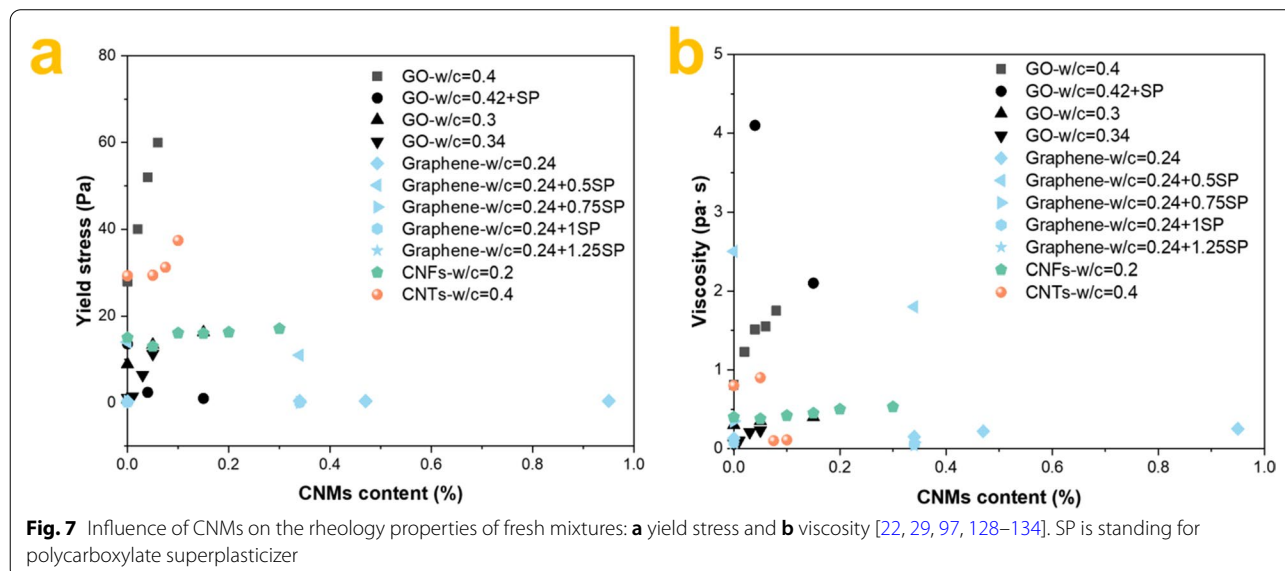 a
80
60
40
20
0
Yield stress (Pa)
GO-w/c=0.4
GO-w/c=0.42+SP
GO-w/c=0.3
GO-w/c=0.34
Graphene-w/c=0.24
Graphene-w/c=0.24+0.5SP
Graphene-w/c=0.24+0.75SP
Graphene-w/c=0.24+1SP
Graphene-w/c=0.24+1.25SP
CNFs-w/c=0.2
CNTs-w/c=0.4
0.0 0.2 0.4 0.6 0.8 1.0
CNMs content (%)
b
5
4
3
2
1
0
Viscosity (pa· s)
GO-w/c=0.4
GO-w/c=0.42+SP
GO-w/c=0.3
GO-w/c=0.34
Graphene-w/c=0.24
Graphene-w/c=0.24+0.5SP
Graphene-w/c=0.24+0.75SP
Graphene-w/c=0.24+1SP
Graphene-w/c=0.24+1.25SP
CNFs-w/c=0.2
CNTs-w/c=0.4
0.0 0.2 0.4 0.6 0.8 1.0
CNMs content (%)
Fig. 7 Influence of CNMs on the rheology properties of fresh mixtures: a yield stress and b viscosity [22, 29, 97, 128–134]. SP is standing for
polycarboxylate superplasticizer